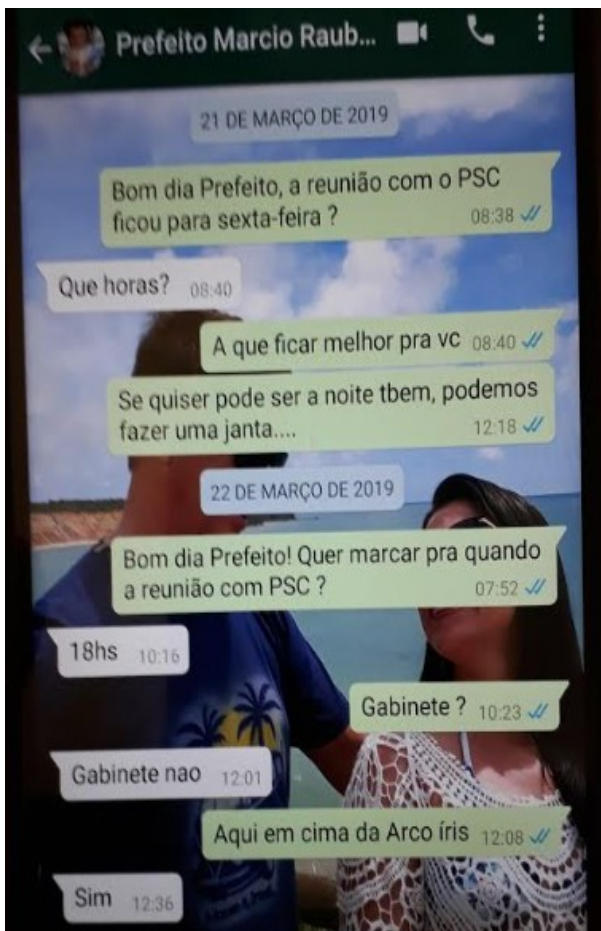 Prefeito Marcio Raub...
21 DE MARÇO DE 2019
Bom dia Prefeito, a reunião com o PSC
ficou para sexta-feira ?
08:38
Que horas? 08:40
A que ficar melhor pra vc 08:40
Se quiser pode ser a noite tbem, podemos
fazer uma janta....
12:18
22 DE MARÇO DE 2019
Bom dia Prefeito! Quer marcar pra quando
a reunião com PSC ?
07:52
18hs 10:16
Gabinete ? 10:23
Gabinete nao 12:01
Aqui em cima da Arco íris 12:08
Sim 12:36